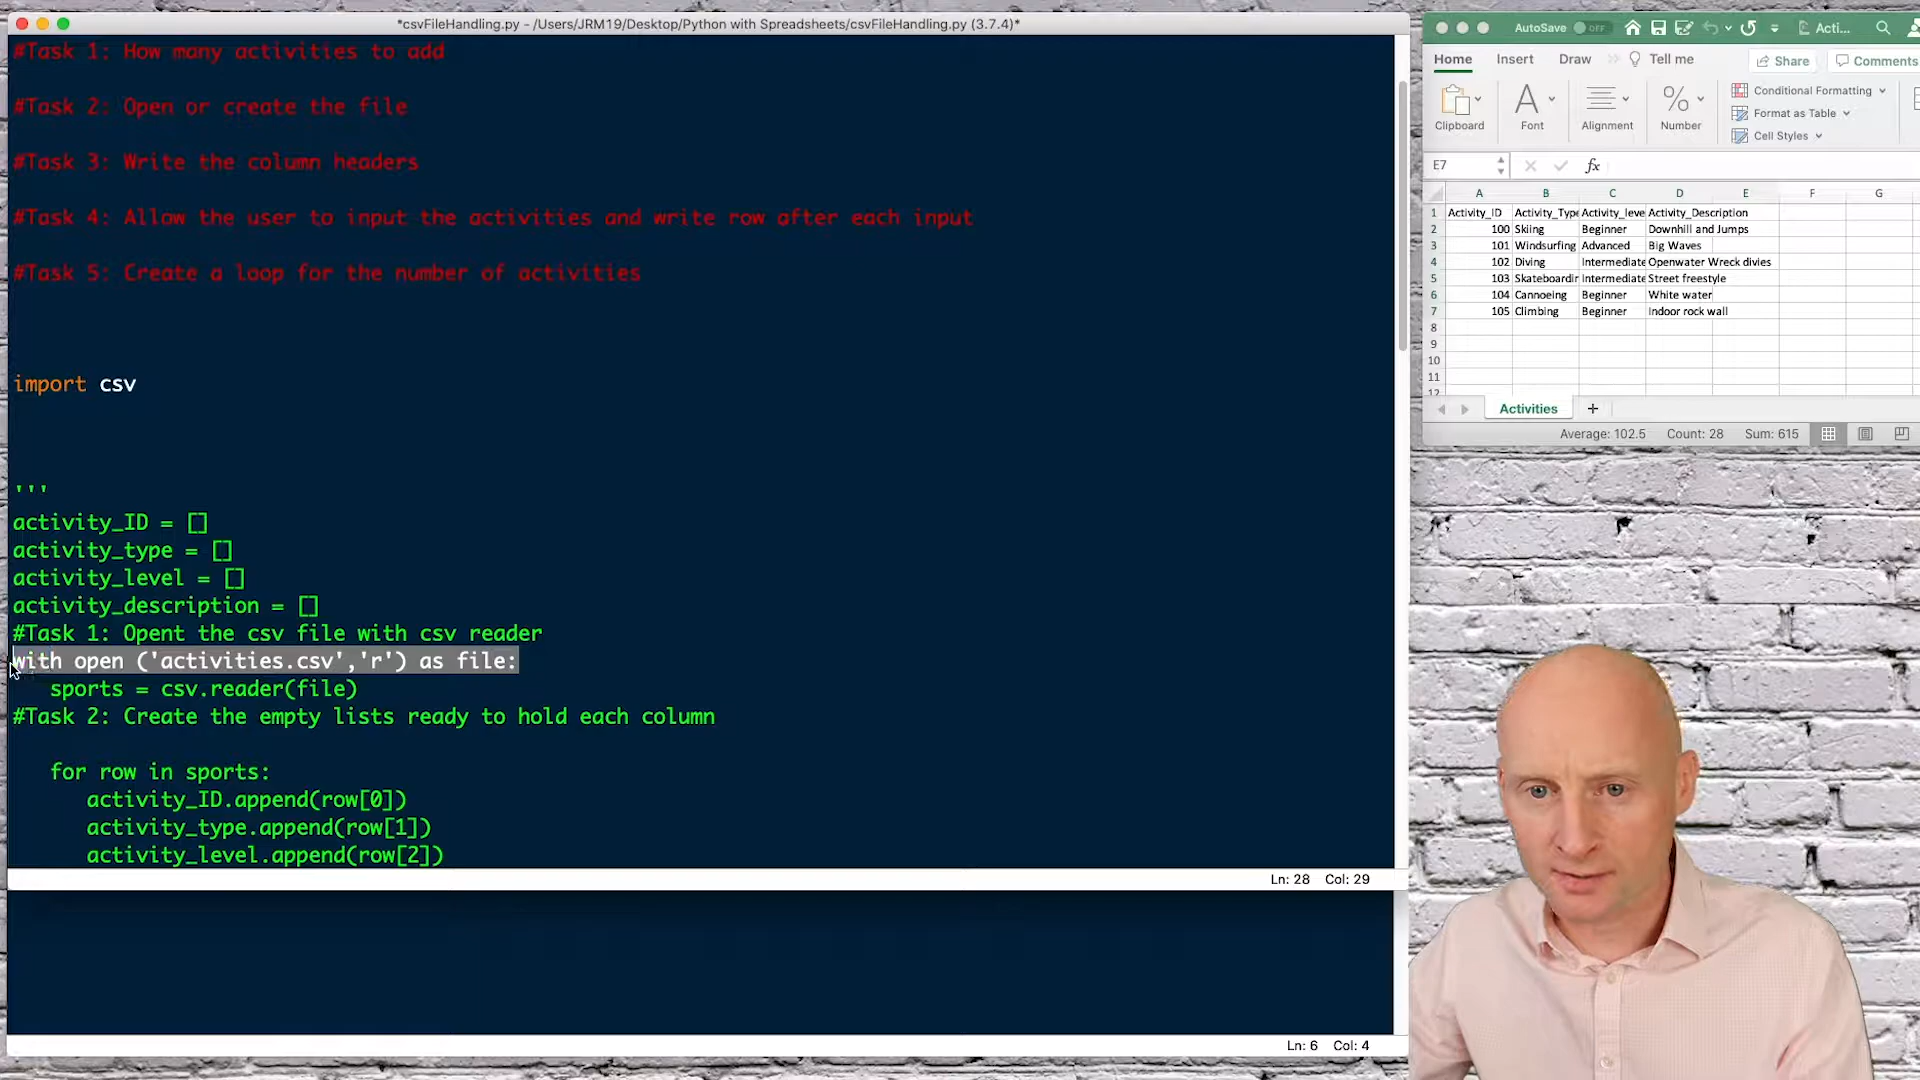 *csvFileHandling.py - /Users/JRM19/Desktop/Python with Spreadsheets/csvFileHandling.py (3.7.4)*
#Task 1: How many activities to add
#Task 2: Open or create the file
#Task 3: Write the column headers
#Task 4: Allow the user to input the activities and write row after each input
#Task 5: Create a loop for the number of activities
import csv
'''
activity_ID = []
activity_type = []
activity_level = []
activity_description = []
#Task 1: Opent the csv file with csv reader
with open ('activities.csv','r') as file:
sports = csv.reader(file)
#Task 2: Create the empty lists ready to hold each column
for row in sports:
activity_ID.append(row[0])
activity_type.append(row[1])
activity_level.append(row[2])
Ln: 28 Col: 29
Ln: 6 Col: 4
AutoSave OFF Acti...
Home Insert Draw Tell me Share Comments
Clipboard Font Alignment Number
Conditional Formatting
Format as Table
Cell Styles
E7 fx
A B C D E F G
1 Activity_ID Activity_Type Activity_leve Activity_Description
2 100 Skiing Beginner Downhill and Jumps
3 101 Windsurfing Advanced Big Waves
4 102 Diving Intermediate Openwater Wreck divies
5 103 Skateboardin Intermediate Street freestyle
6 104 Cannoeing Beginner White water
7 105 Climbing Beginner Indoor rock wall
8
9
10
11
12
Activities +
Average: 102.5 Count: 28 Sum: 615